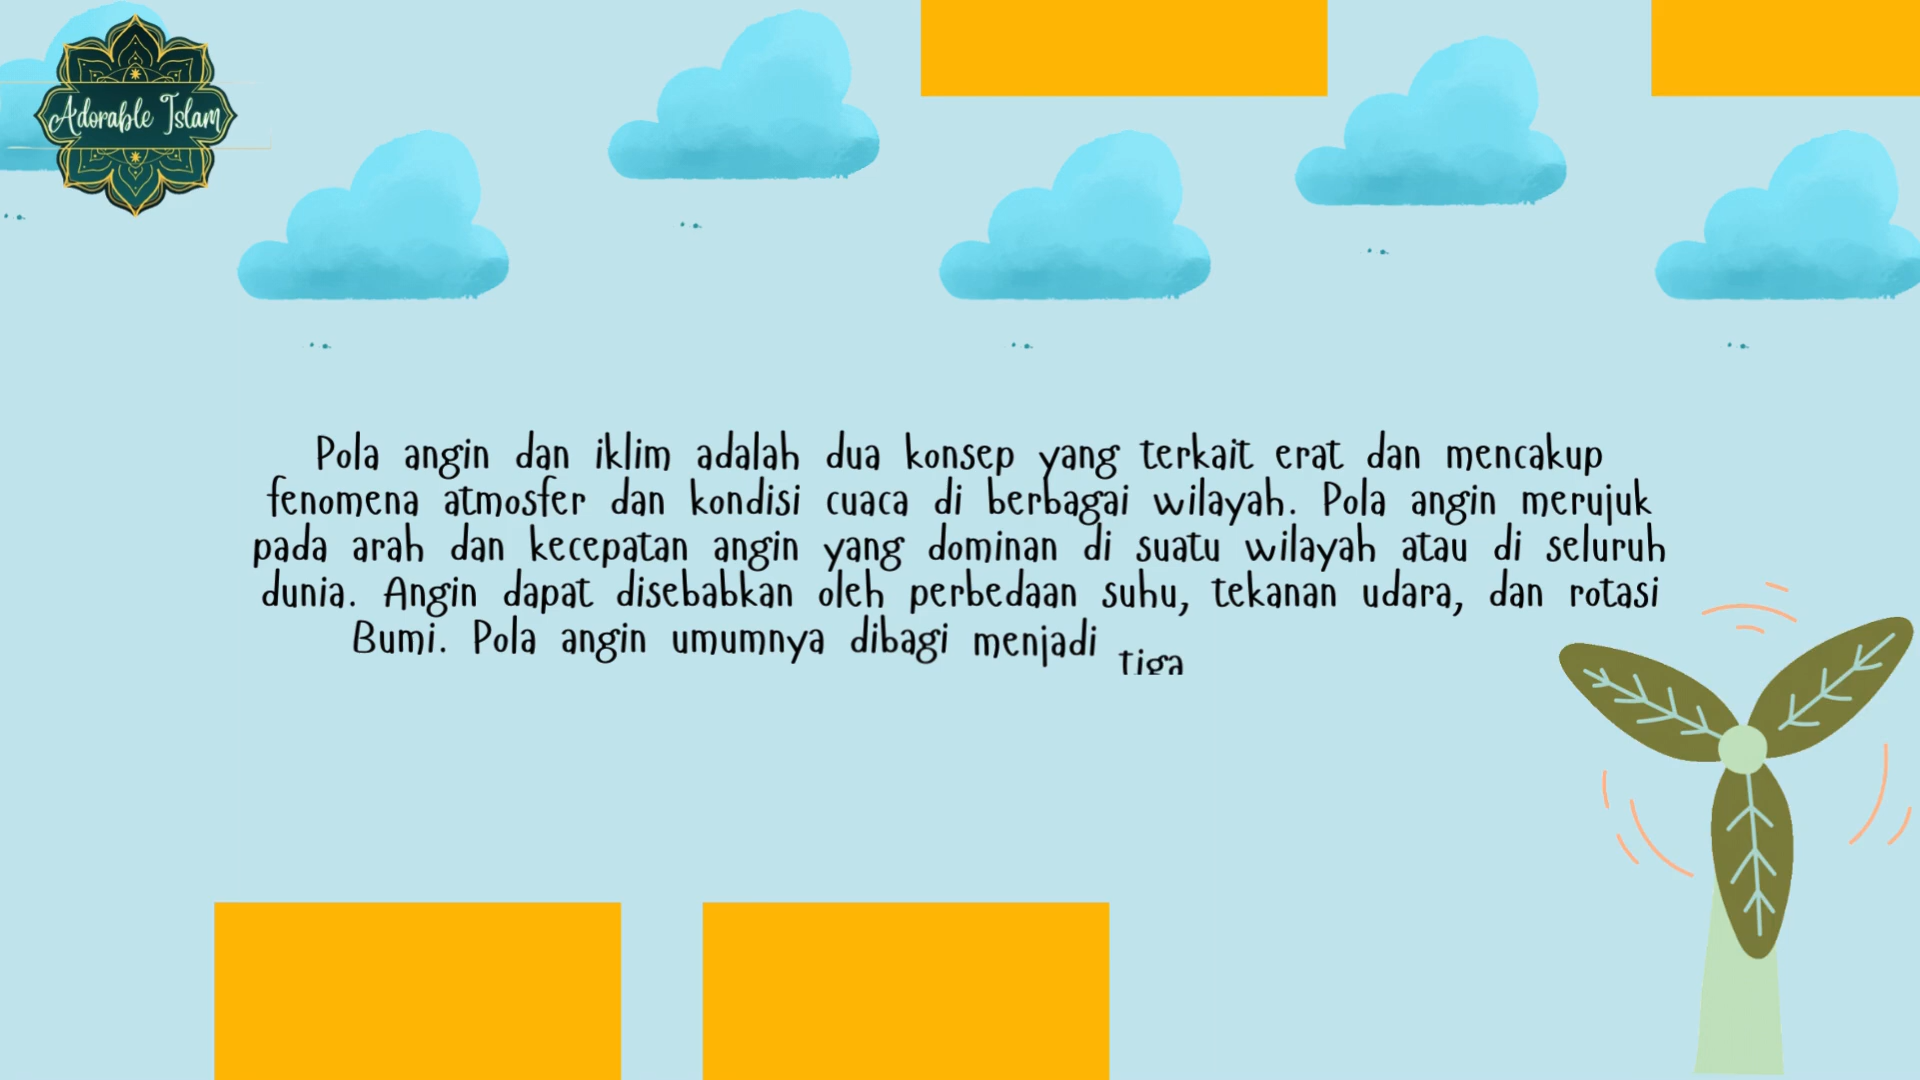 Adorable Islam
Pola angin dan iklim adalah dua konsep yang terkait erat dan mencakup
fenomena atmosfer dan kondisi cuaca di berbagai wilayah. Pola angin merujuk
pada arah dan kecepatan angin yang dominan di suatu wilayah atau di seluruh
dunia. Angin dapat disebabkan oleh perbedaan suhu, tekanan udara, dan rotasi
Bumi. Pola angin umumnya dibagi menjadi tiga